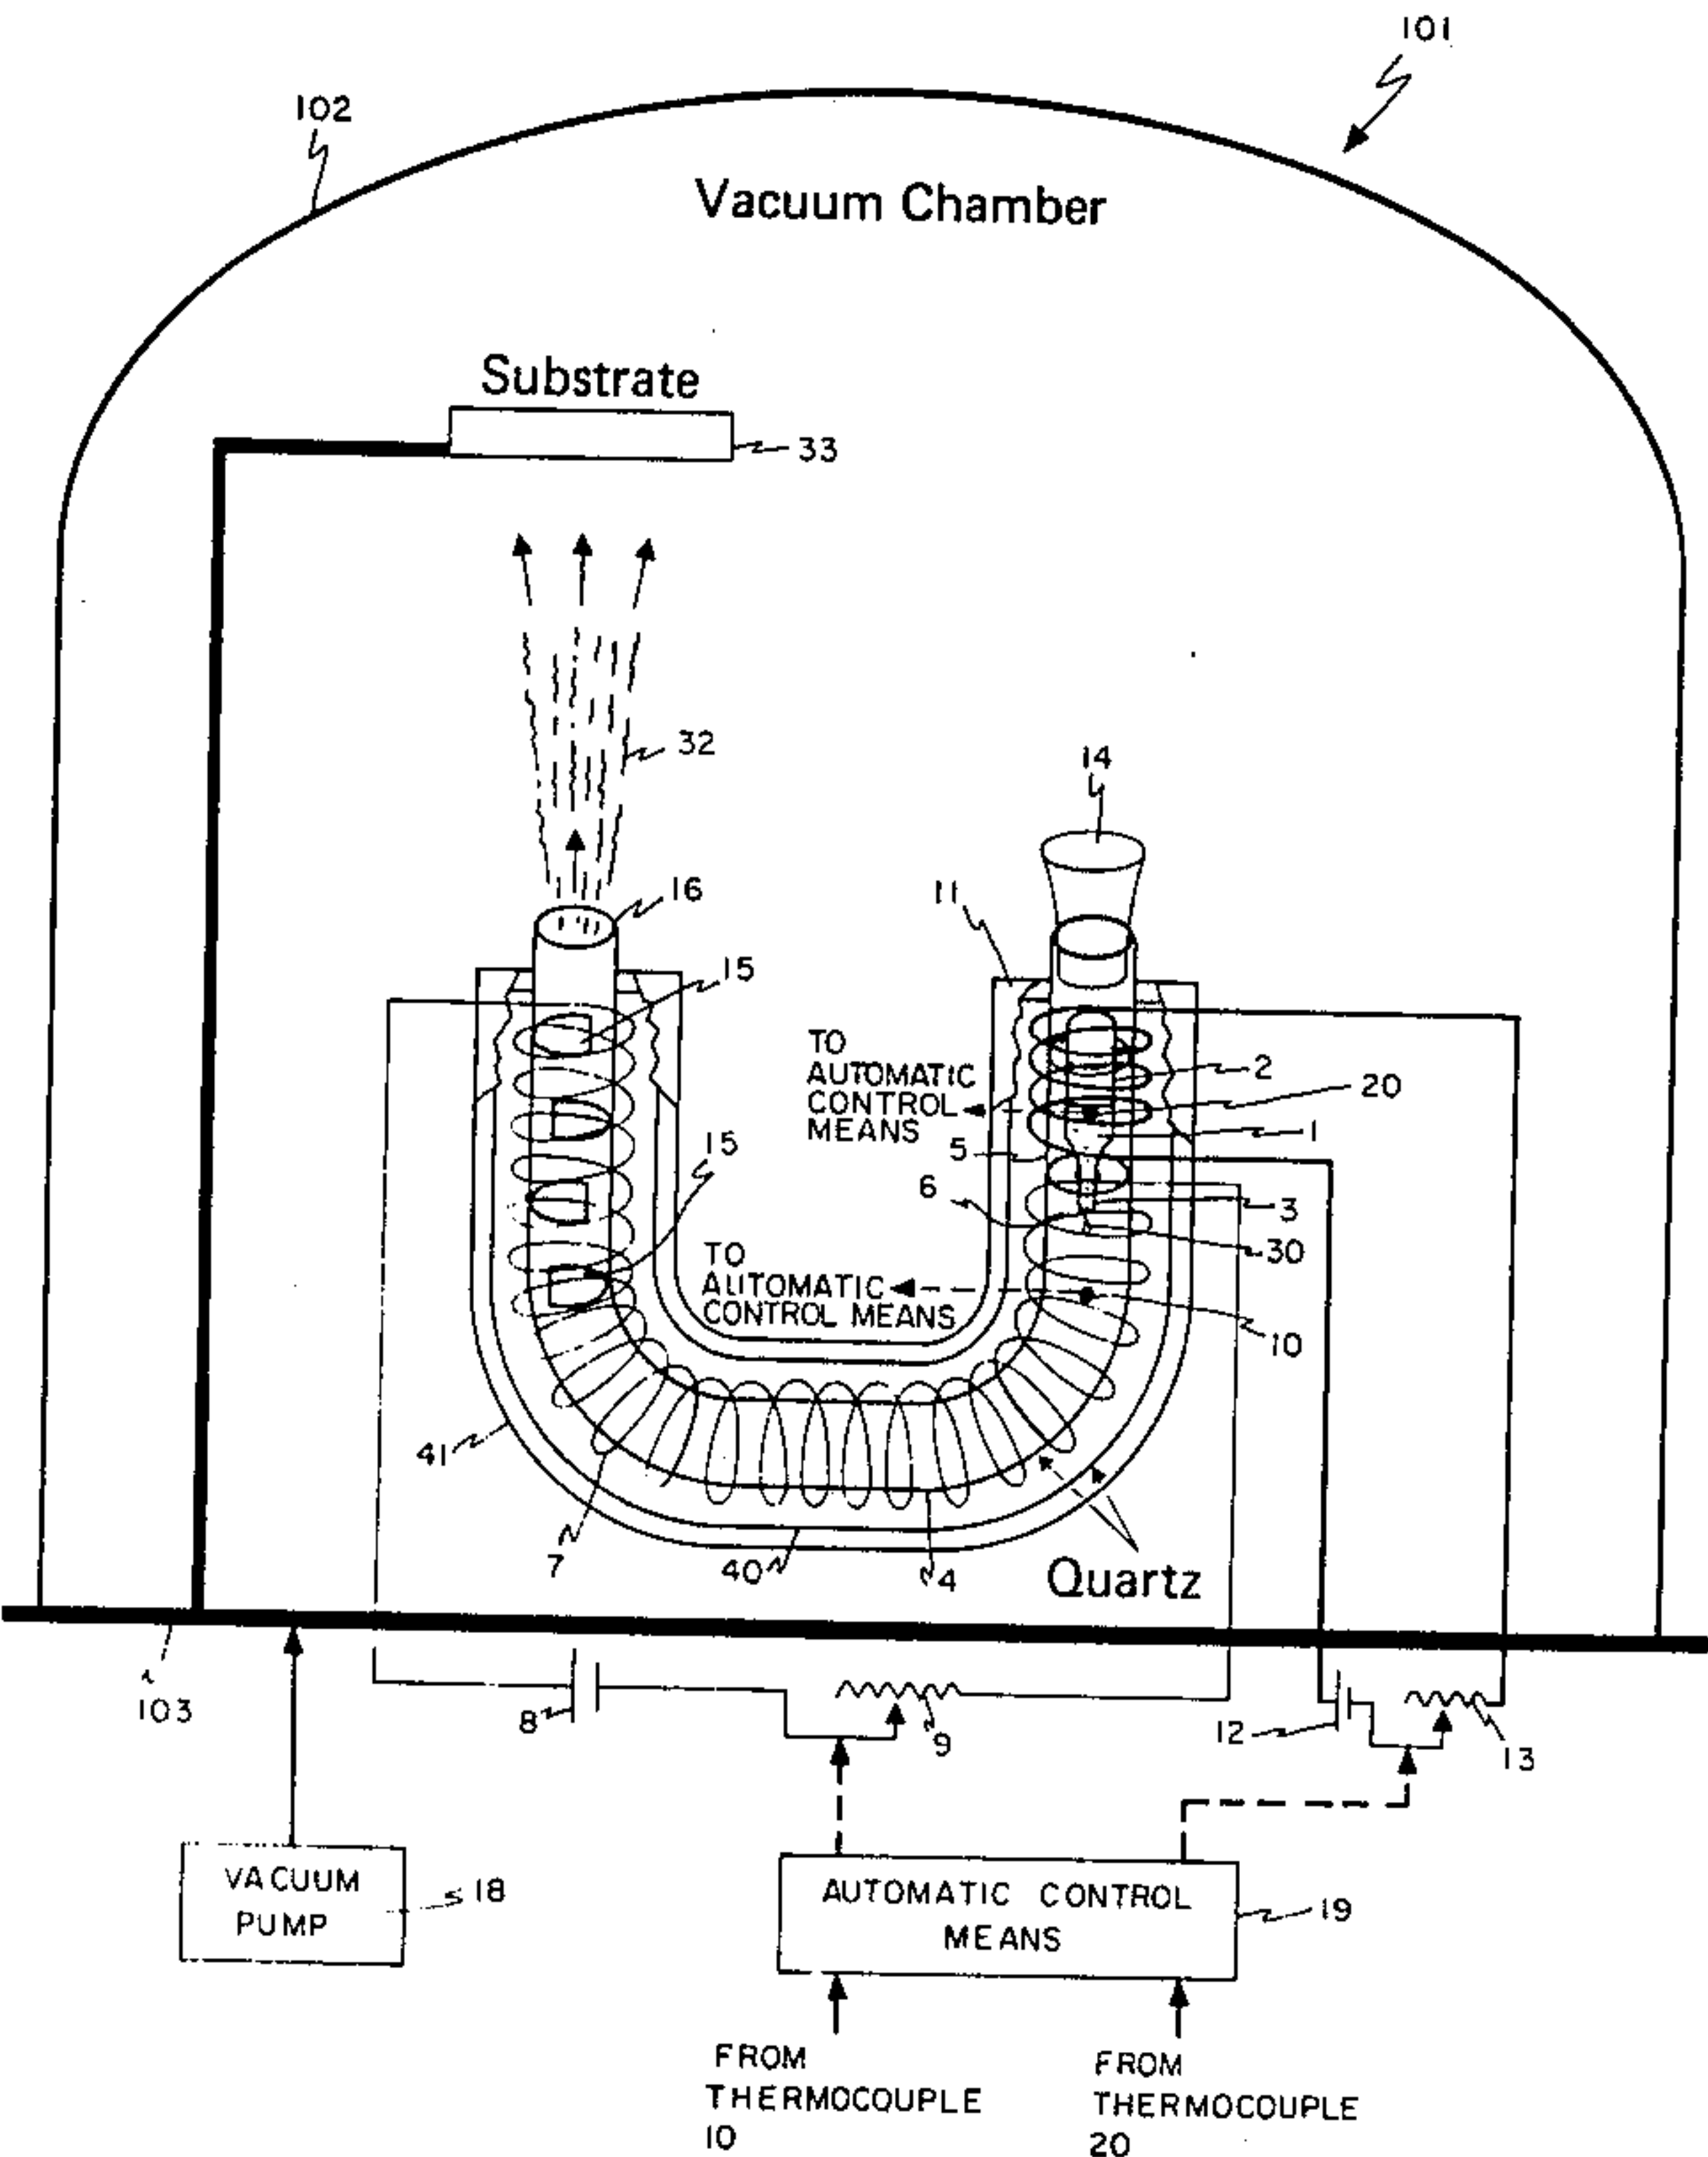 101
102
Vacuum Chamber
Substrate
33
32
14
16
11
15
TO
AUTOMATIC
CONTROL
MEANS
2
20
1
5
15
6
3
30
TO
AUTOMATIC
CONTROL MEANS
10
41
7
40
4
Quartz
103
8
9
12
13
VACUUM
PUMP
18
AUTOMATIC CONTROL
MEANS
19
FROM
THERMOCOUPLE
10
FROM
THERMOCOUPLE
20